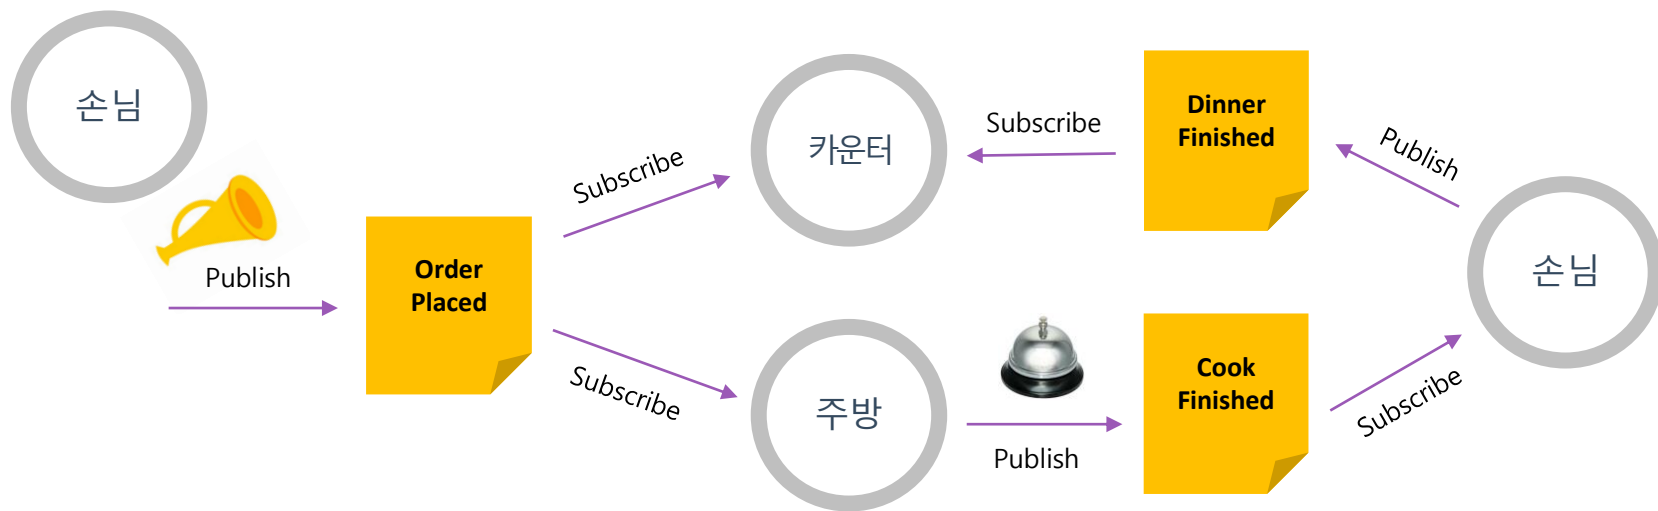 손님
Publish
Order
Placed
Subscribe
Subscribe
카운터
주방
Publish
Subscribe
Dinner
Finished
Cook
Finished
Publish
Subscribe
손님